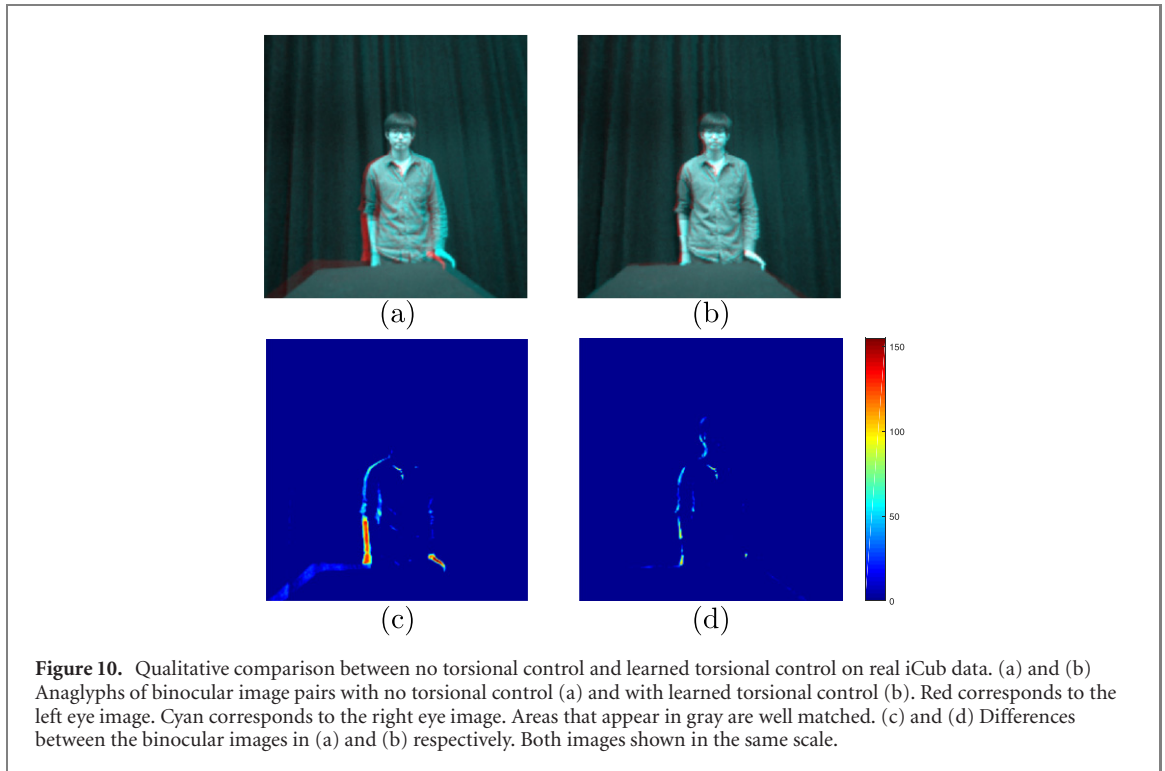 (a)
(b)
150
100
50
0
(c)
(d)
Figure 10. Qualitative comparison between no torsional control and learned torsional control on real iCub data. (a) and (b)
Anaglyphs of binocular image pairs with no torsional control (a) and with learned torsional control (b). Red corresponds to the
left eye image. Cyan corresponds to the right eye image. Areas that appear in gray are well matched. (c) and (d) Differences
between the binocular images in (a) and (b) respectively. Both images shown in the same scale.